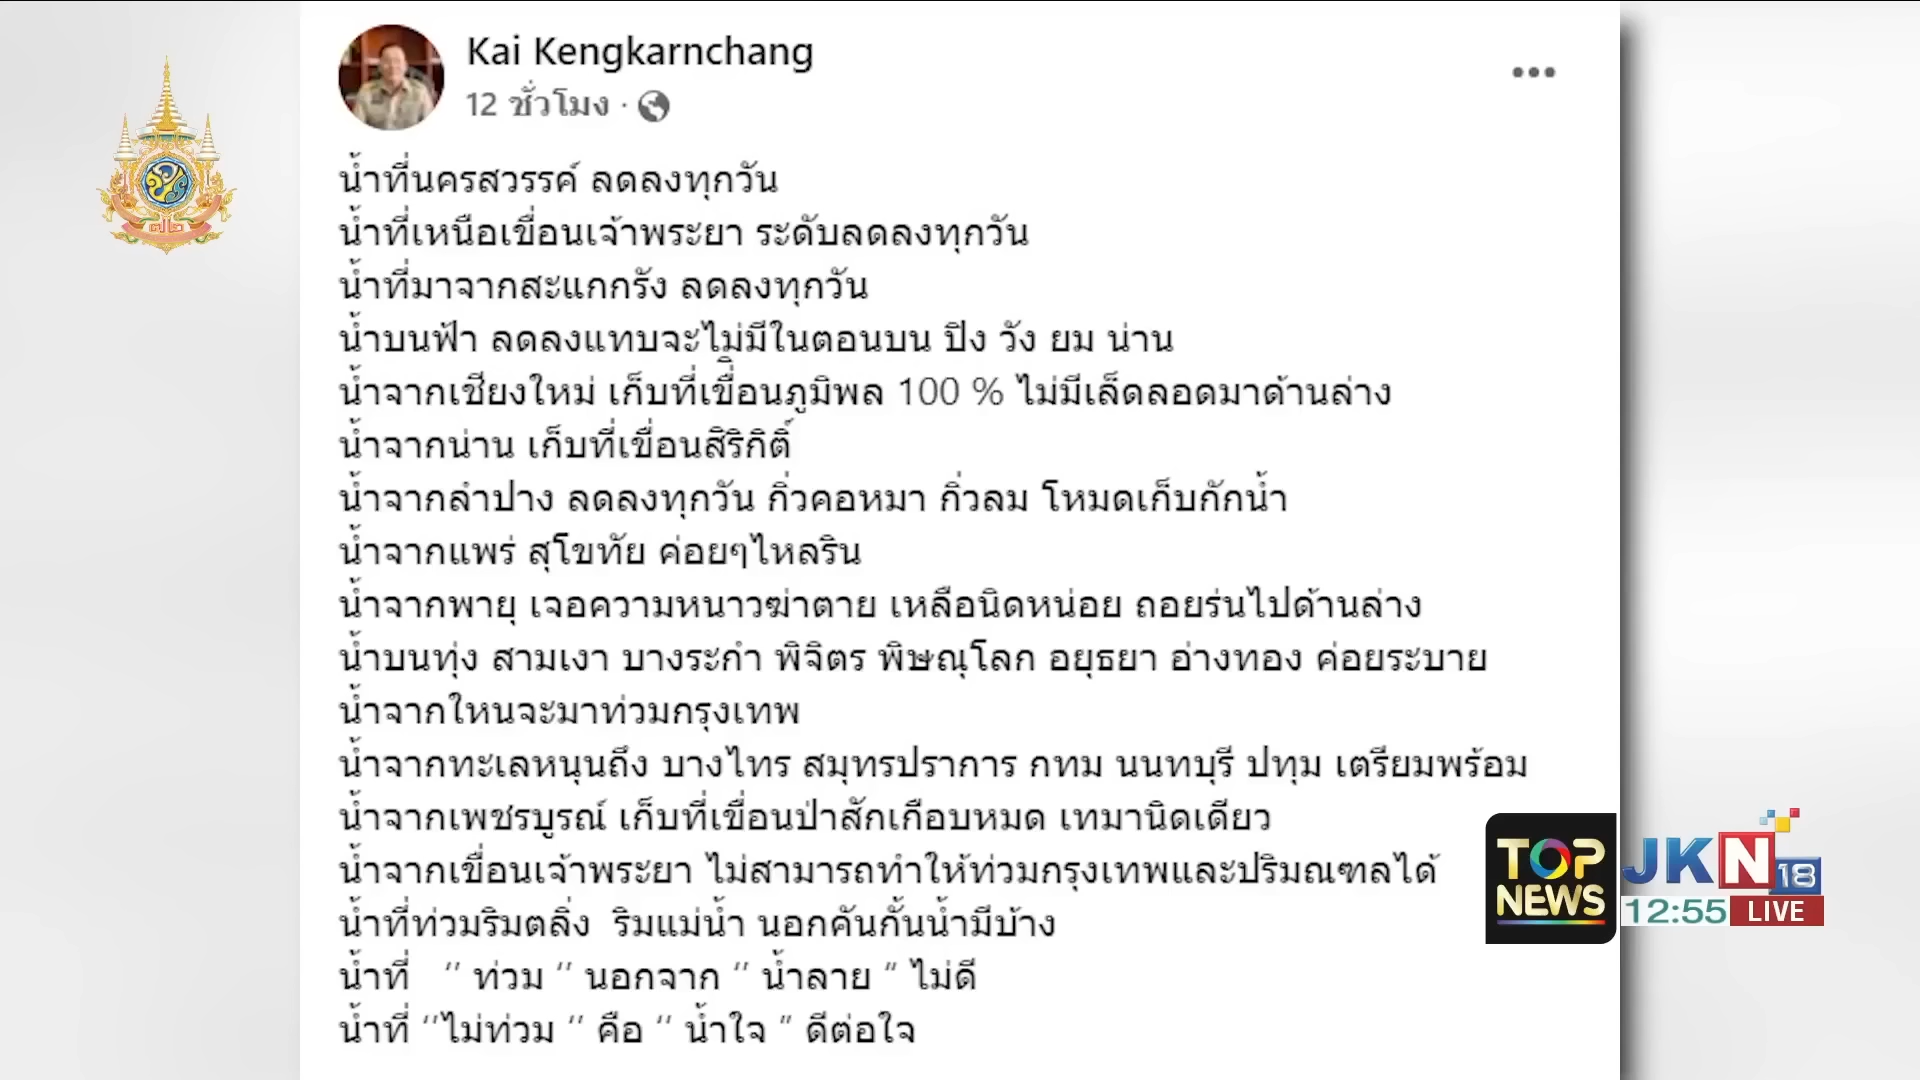 Kai Kengkarnchang
12 ชั่วโมง ·
น้ำที่นครสวรรค์ ลดลงทุกวัน
น้ำที่เหนือเขื่อนเจ้าพระยา ระดับลดลงทุกวัน
น้ำที่มาจากสะแกกรัง ลดลงทุกวัน
น้ำบนฟ้า ลดลงแทบจะไม่มีในตอนบน ปิง วัง ยม น่าน
น้ำจากเชียงใหม่ เก็บที่เขื่อนภูมิพล 100 % ไม่มีเล็ดลอดมาด้านล่าง
น้ำจากน่าน เก็บที่เขื่อนสิริกิติ์
น้ำจากลำปาง ลดลงทุกวัน กิ่วคอหมา กิ่วลม โหมดเก็บกักน้ำ
น้ำจากแพร่ สุโขทัย ค่อยๆไหลริน
น้ำจากพายุ เจอความหนาวฆ่าตาย เหลือนิดหน่อย ถอยร่นไปด้านล่าง
น้ำบนทุ่ง สามเงา บางระกำ พิจิตร พิษณุโลก อยุธยา อ่างทอง ค่อยระบาย
น้ำจากใหนจะมาท่วมกรุงเทพ
น้ำจากทะเลหนุนถึง บางไทร สมุทรปราการ กทม นนทบุรี ปทุม เตรียมพร้อม
น้ำจากเพชรบูรณ์ เก็บที่เขื่อนป่าสักเกือบหมด เทมานิดเดียว
น้ำจากเขื่อนเจ้าพระยา ไม่สามารถทำให้ท่วมกรุงเทพและปริมณฑลได้
น้ำที่ท่วมริมตลิ่ง ริมแม่น้ำ นอกคันกั้นน้ำมีบ้าง
น้ำที่ '' ท่วม '' นอกจาก '' น้ำลาย '' ไม่ดี
น้ำที่ ''ไม่ท่วม '' คือ '' น้ำใจ '' ดีต่อใจ
TOP NEWS
JKN 18
12:55 LIVE